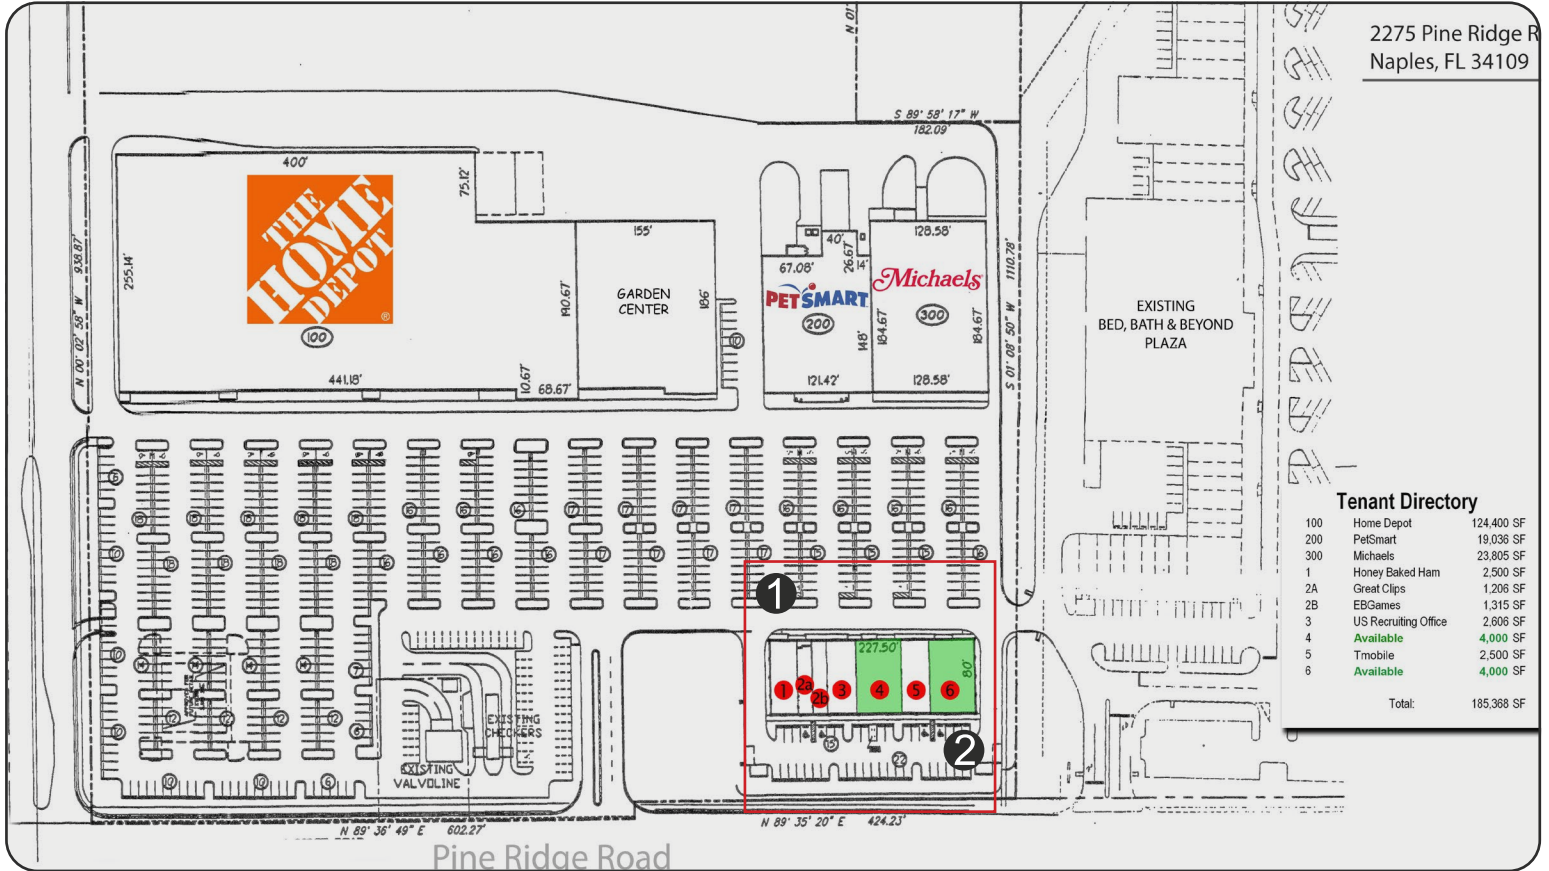 2275 Pine Ridge R
Naples, FL 34109
N 01°
S 89° 58' 17" W
182.09'
400'
75.12'
THE
HOME
DEPOT
®
100
255.14'
N 00° 02' 58" W 938.87'
441.18'
190.67'
10.67'
68.67'
155'
GARDEN
CENTER
186'
10
40'
67.08'
26.67'
14'
PETSMART
200
148'
121.42'
128.58'
Michaels
300
184.67'
184.67'
128.58'
S 01° 08' 50" W 1110.78'
EXISTING
BED, BATH & BEYOND
PLAZA
Tenant Directory
100 Home Depot 124,400 SF
200 PetSmart 19,036 SF
300 Michaels 23,805 SF
1 Honey Baked Ham 2,500 SF
2A Great Clips 1,206 SF
2B EBGames 1,315 SF
3 US Recruiting Office 2,606 SF
4 Available 4,000 SF
5 Tmobile 2,500 SF
6 Available 4,000 SF
Total: 185,368 SF
1
227.50'
80'
1 2a 2b 3 4 5 6
2
15
22
EXISTING
CHECKERS
EXISTING
VALVOLINE
N 89° 36' 49" E 602.27'
N 89° 35' 20" E 424.23'
Pine Ridge Road